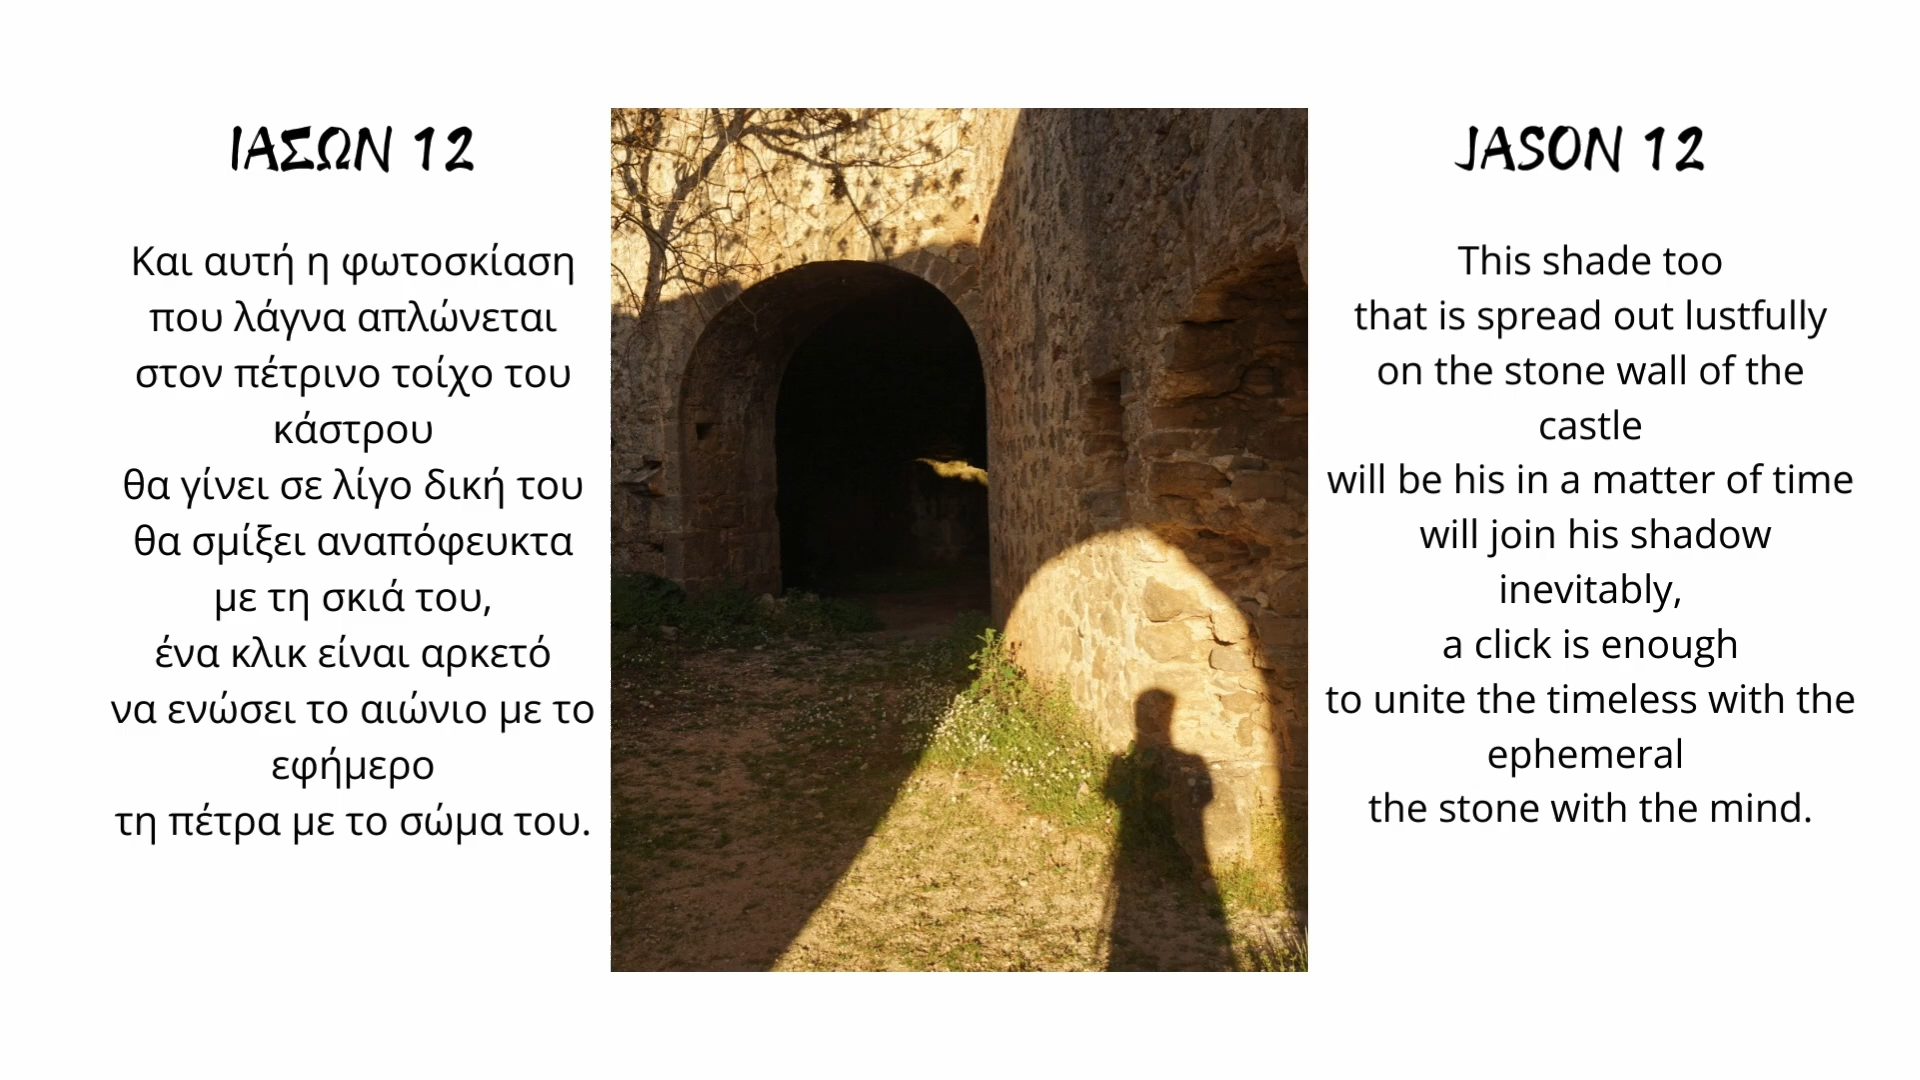 ΙΑΣΩΝ 12
Και αυτή η φωτοσκίαση
που λάγνα απλώνεται
στον πέτρινο τοίχο του
κάστρου
θα γίνει σε λίγο δική του
θα σμίξει αναπόφευκτα
με τη σκιά του,
ένα κλικ είναι αρκετό
να ενώσει το αιώνιο με το
εφήμερο
τη πέτρα με το σώμα του.
JASON 12
This shade too
that is spread out lustfully
on the stone wall of the
castle
will be his in a matter of time
will join his shadow
inevitably,
a click is enough
to unite the timeless with the
ephemeral
the stone with the mind.